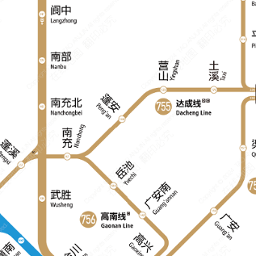 阆中
Langzhong
南部
Nanbu
南充北
Nanchongbei
南充
Nanchong
蓬安
Peng'an
营山
Yingshan
土溪
Tuxi
755
达成线
Dacheng Line
蓬溪
岳池
Yuechi
武胜
Wusheng
广安南
Guang'annan
756
高南线
Gaonan Line
高兴
广安
Guang'an